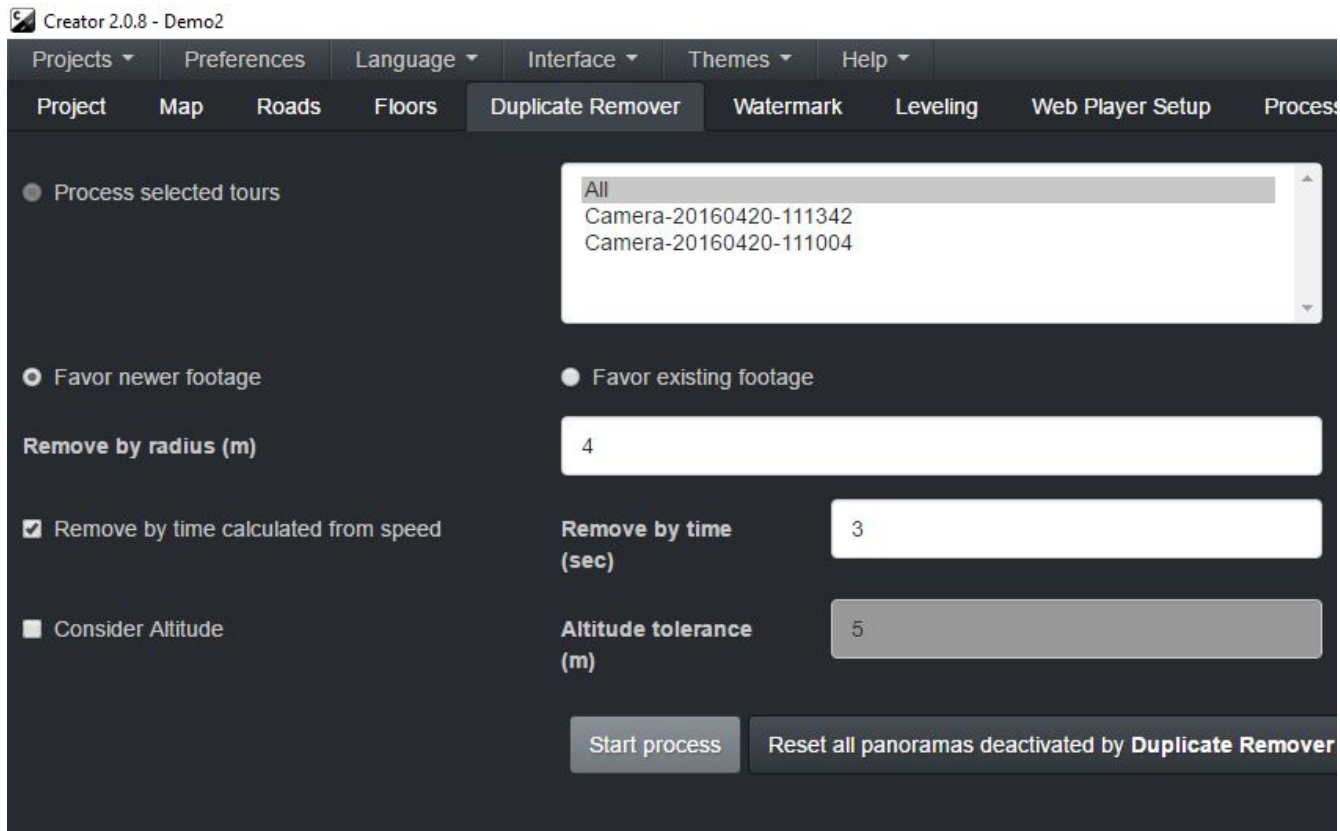 Creator 2.0.8 - Demo2
Projects Preferences Language Interface Themes Help
Project Map Roads Floors Duplicate Remover Watermark Leveling Web Player Setup Process
Process selected tours
All
Camera-20160420-111342
Camera-20160420-111004
Favor newer footage Favor existing footage
Remove by radius (m) 4
Remove by time calculated from speed Remove by time (sec) 3
Consider Altitude Altitude tolerance (m) 5
Start process Reset all panoramas deactivated by Duplicate Remover